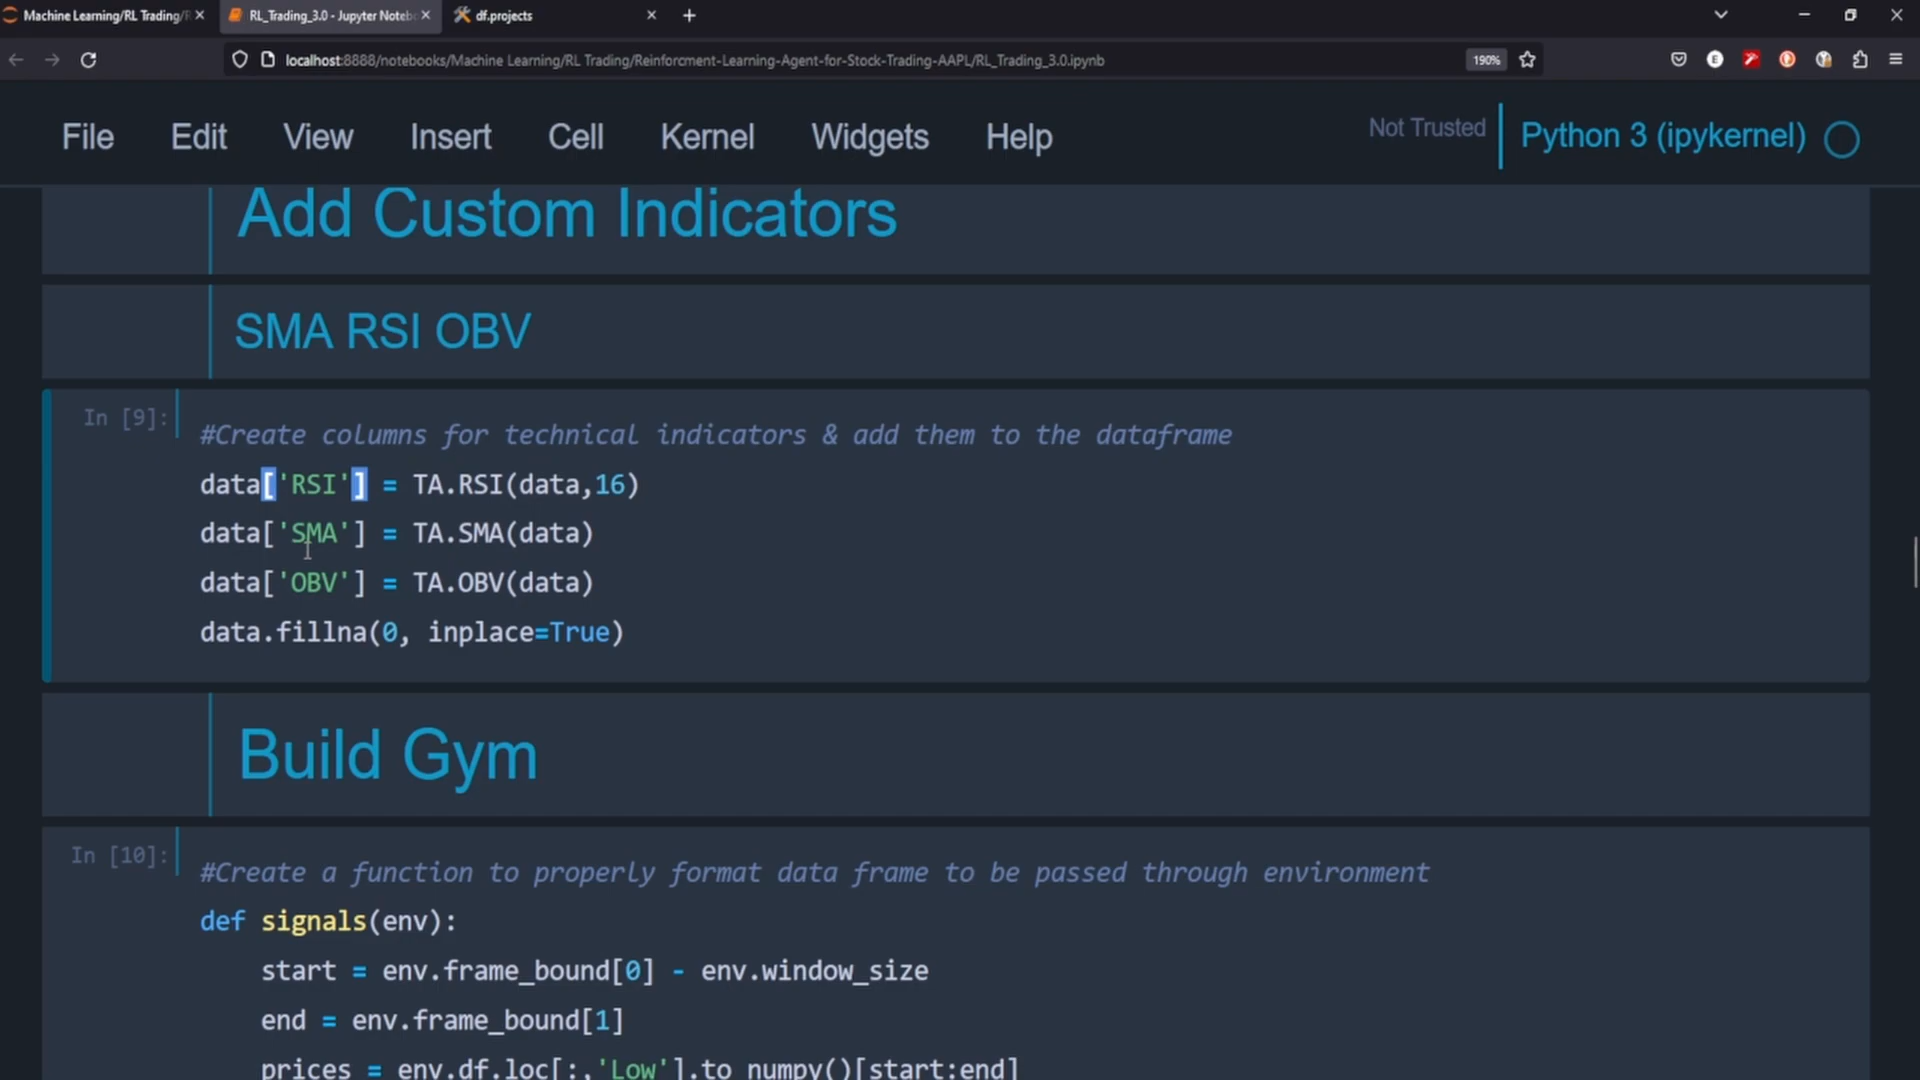 Machine Learning/RL Trading/R
RL_Trading_3.0 - Jupyter Noteb
df.projects
localhost:8888/notebooks/Machine Learning/RL Trading/Reinforcment-Learning-Agent-for-Stock-Trading-AAPL/RL_Trading_3.0.ipynb
190%
File Edit View Insert Cell Kernel Widgets Help
Not Trusted
Python 3 (ipykernel)
Add Custom Indicators
SMA RSI OBV
In [9]:
#Create columns for technical indicators & add them to the dataframe
data['RSI'] = TA.RSI(data,16)
data['SMA'] = TA.SMA(data)
data['OBV'] = TA.OBV(data)
data.fillna(0, inplace=True)
Build Gym
In [10]:
#Create a function to properly format data frame to be passed through environment
def signals(env):
start = env.frame_bound[0] - env.window_size
end = env.frame_bound[1]
prices = env.df.loc[:,'Low'].to_numpy()[start:end]